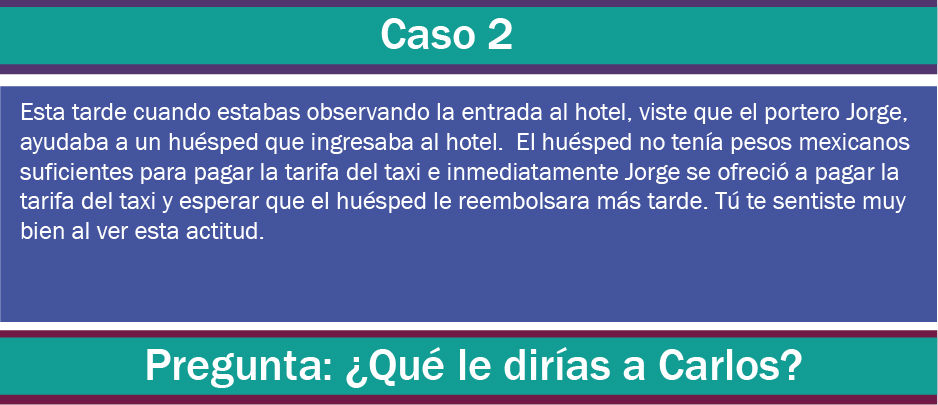 Caso 2
Esta tarde cuando estabas observando la entrada al hotel, viste que el portero Jorge,
ayudaba a un huésped que ingresaba al hotel.  El huésped no tenía pesos mexicanos
suficientes para pagar la tarifa del taxi e inmediatamente Jorge se ofreció a pagar la
tarifa del taxi y esperar que el huésped le reembolsara más tarde. Tú te sentiste muy
bien al ver esta actitud.
Pregunta: ¿Qué le dirías a Carlos?